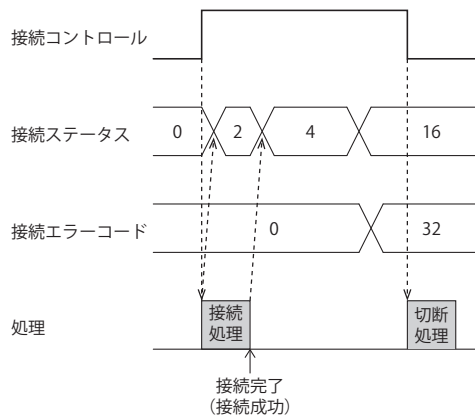 接続コントロール
接続ステータス
0
2
4
16
接続エラーコード
0
32
処理
接続
処理
切断
処理
接続完了
（接続成功）